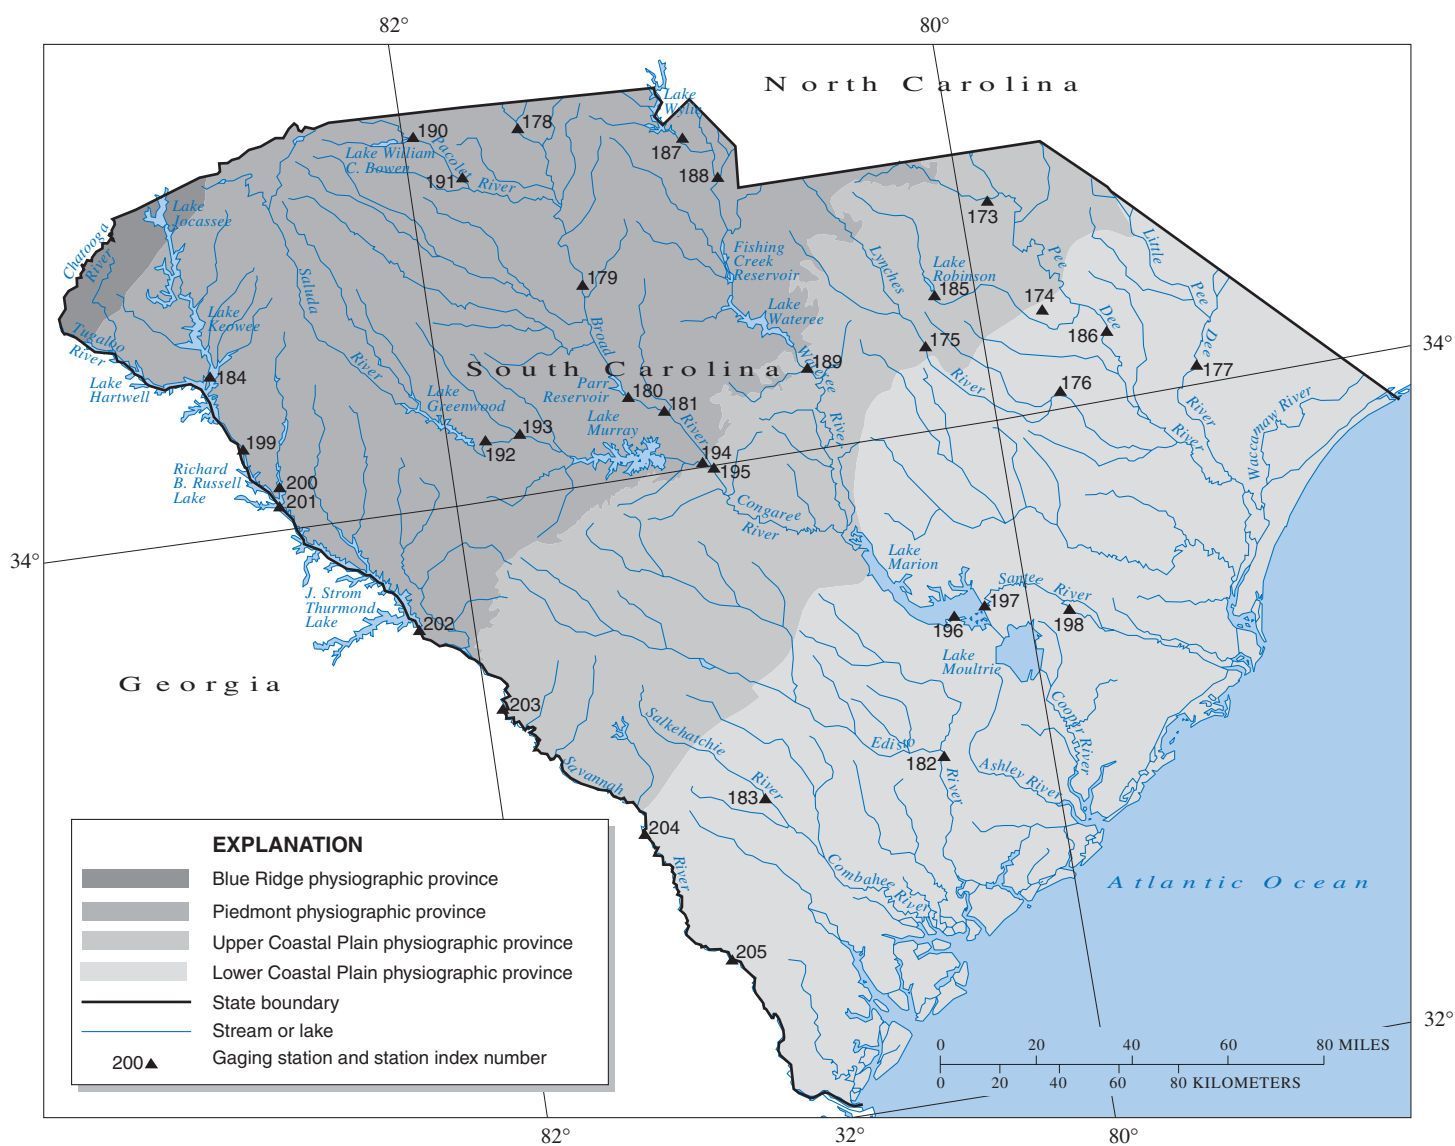 82°
80°
North Carolina
Lake
Wylie
190
178
187
Lake William
C. Bowen
Pacolet
River
191
188
173
Lake
Jocassee
Chatooga
River
Little
Pee
Dee
River
Fishing
Creek
Reservoir
Lynches
River
Lake
Robinson
185
Pee
Dee
River
174
186
179
Saluda
River
Lake
Keowee
Lake
Wateree
175
34°
Tugaloo
River
Broad
River
South Carolina
189
Wateree
River
177
184
Lake
Hartwell
Parr
Reservoir
180
181
176
Lake
Greenwood
Lake
Murray
Waccamaw River
193
192
199
194
195
Richard
B. Russell
Lake
200
201
Congaree
River
34°
Lake
Marion
Santee
River
J. Strom
Thurmond
Lake
197
202
196
198
Lake
Moultrie
Georgia
203
Salkehatchie
River
Edisto
River
Cooper River
182
Ashley River
Savannah
River
183
204
Combahee River
Atlantic Ocean
205
EXPLANATION
Blue Ridge physiographic province
Piedmont physiographic province
Upper Coastal Plain physiographic province
Lower Coastal Plain physiographic province
State boundary
Stream or lake
200
Gaging station and station index number
32°
0 20 40 60 80 MILES
0 20 40 60 80 KILOMETERS
82°
32°
80°